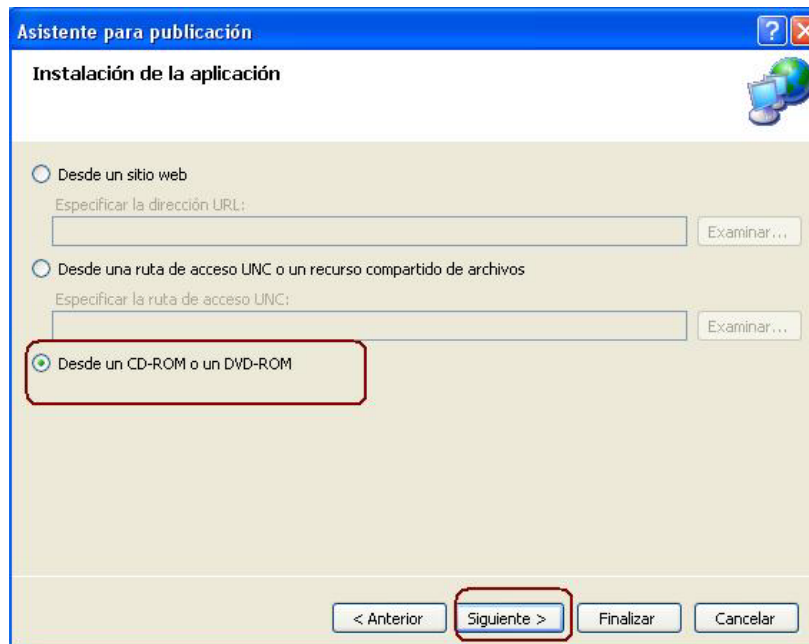 Asistente para publicación
Instalación de la aplicación
Desde un sitio web
Especificar la dirección URL:
Examinar...
Desde una ruta de acceso UNC o un recurso compartido de archivos
Especificar la ruta de acceso UNC:
Examinar...
Desde un CD-ROM o un DVD-ROM
< Anterior Siguiente > Finalizar Cancelar